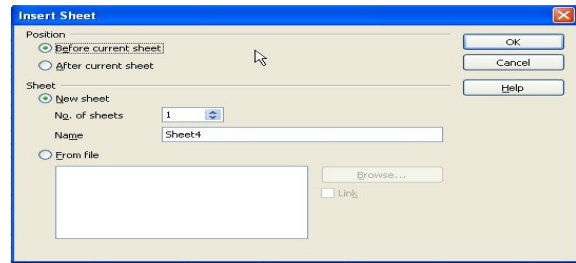 Insert Sheet
Position
Before current sheet
After current sheet
OK
Cancel
Help
Sheet
New sheet
No. of sheets 1
Name Sheet4
From file
Browse...
Link